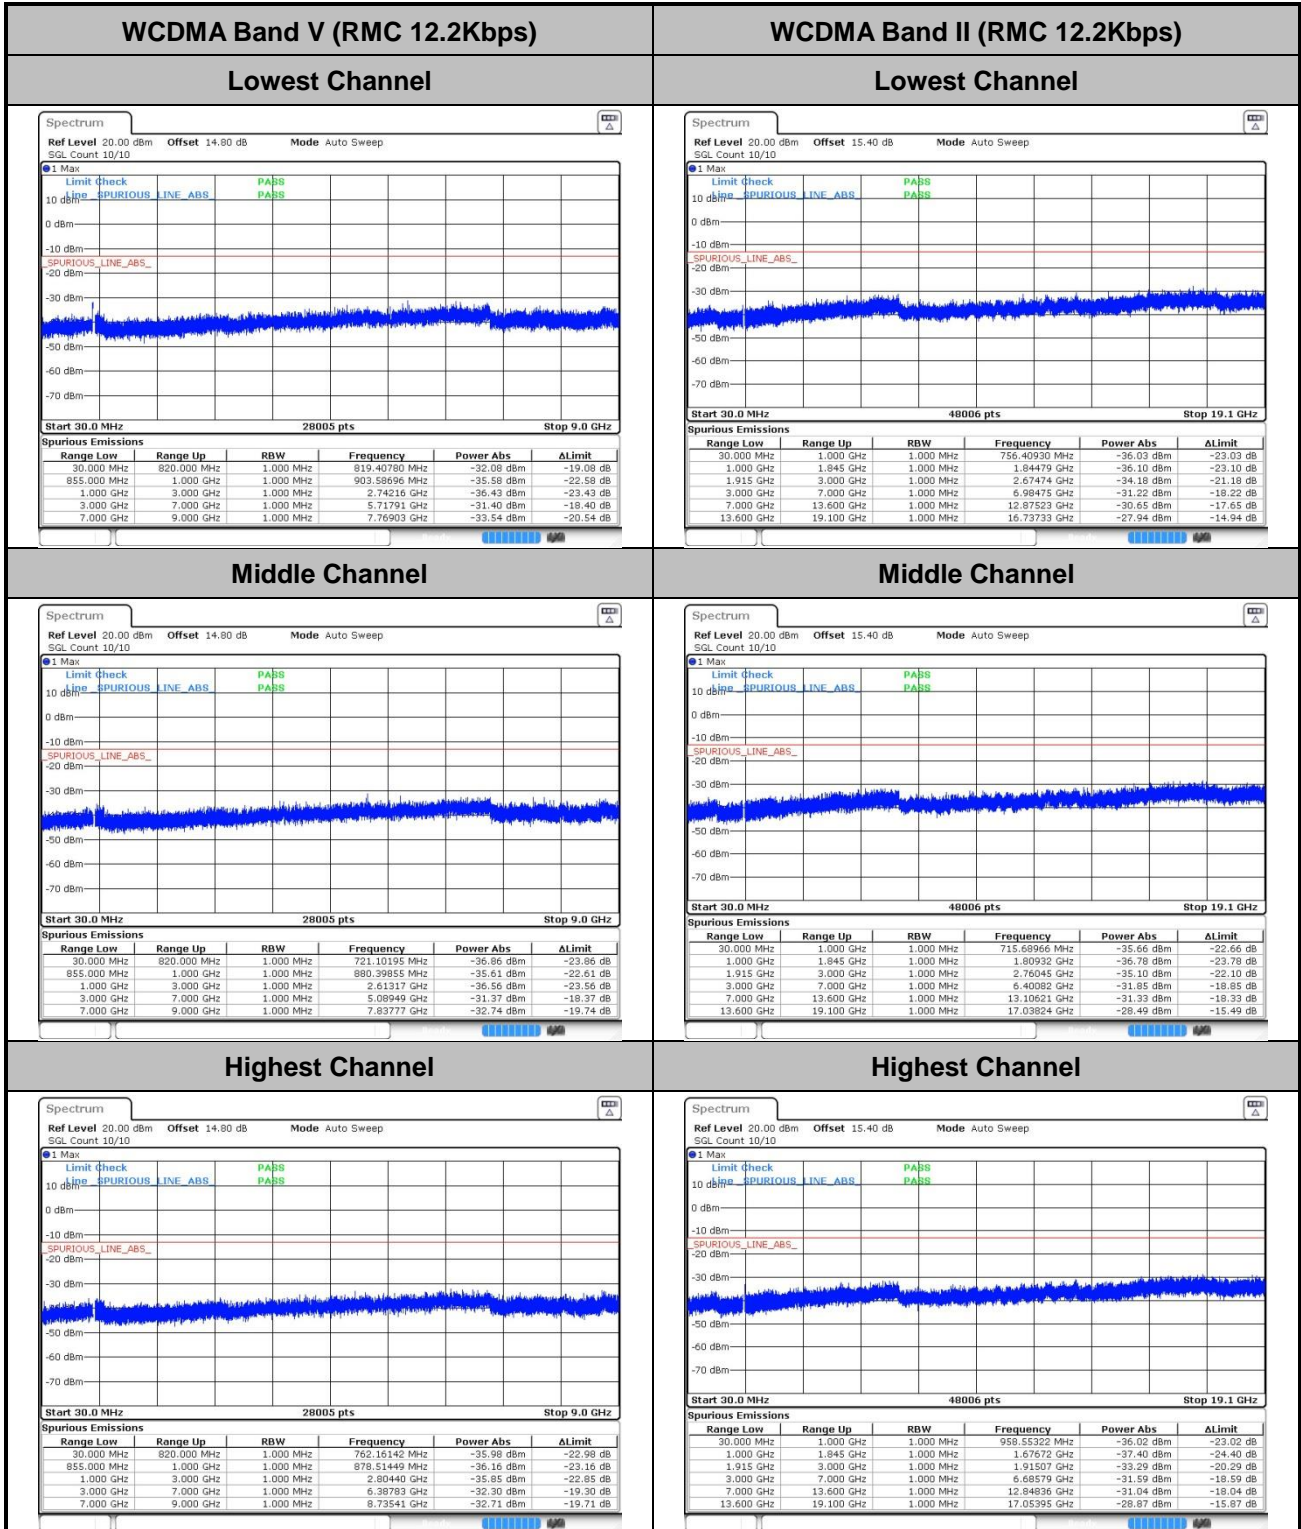 WCDMA Band V (RMC 12.2Kbps) WCDMA Band II (RMC 12.2Kbps)
Lowest Channel Lowest Channel
Spectrum
Ref Level 20.00 dBm Offset 14.80 dB Mode Auto Sweep
SGL Count 10/10
1 Max
Limit Check PASS
10 dBm Line _SPURIOUS_LINE_ABS_ PASS
0 dBm
-10 dBm
_SPURIOUS_LINE_ABS_
-20 dBm
-30 dBm
-50 dBm
-60 dBm
-70 dBm
Start 30.0 MHz 28005 pts Stop 9.0 GHz
Spurious Emissions
Range Low Range Up RBW Frequency Power Abs ΔLimit
30.000 MHz 820.000 MHz 1.000 MHz 819.40780 MHz -32.08 dBm -19.08 dB
855.000 MHz 1.000 GHz 1.000 MHz 903.58696 MHz -35.58 dBm -22.58 dB
1.000 GHz 3.000 GHz 1.000 MHz 2.74216 GHz -36.43 dBm -23.43 dB
3.000 GHz 7.000 GHz 1.000 MHz 5.71791 GHz -31.40 dBm -18.40 dB
7.000 GHz 9.000 GHz 1.000 MHz 7.76903 GHz -33.54 dBm -20.54 dB
Spectrum
Ref Level 20.00 dBm Offset 15.40 dB Mode Auto Sweep
SGL Count 10/10
1 Max
Limit Check PASS
10 dBm Line _SPURIOUS_LINE_ABS_ PASS
0 dBm
-10 dBm
_SPURIOUS_LINE_ABS_
-20 dBm
-30 dBm
-50 dBm
-60 dBm
-70 dBm
Start 30.0 MHz 48006 pts Stop 19.1 GHz
Spurious Emissions
Range Low Range Up RBW Frequency Power Abs ΔLimit
30.000 MHz 1.000 GHz 1.000 MHz 756.40930 MHz -36.03 dBm -23.03 dB
1.000 GHz 1.845 GHz 1.000 MHz 1.84479 GHz -36.10 dBm -23.10 dB
1.915 GHz 3.000 GHz 1.000 MHz 2.67474 GHz -34.18 dBm -21.18 dB
3.000 GHz 7.000 GHz 1.000 MHz 6.98475 GHz -31.22 dBm -18.22 dB
7.000 GHz 13.600 GHz 1.000 MHz 12.87523 GHz -30.65 dBm -17.65 dB
13.600 GHz 19.100 GHz 1.000 MHz 16.73733 GHz -27.94 dBm -14.94 dB
Middle Channel Middle Channel
Spectrum
Ref Level 20.00 dBm Offset 14.80 dB Mode Auto Sweep
SGL Count 10/10
1 Max
Limit Check PASS
10 dBm Line _SPURIOUS_LINE_ABS_ PASS
0 dBm
-10 dBm
_SPURIOUS_LINE_ABS_
-20 dBm
-30 dBm
-50 dBm
-60 dBm
-70 dBm
Start 30.0 MHz 28005 pts Stop 9.0 GHz
Spurious Emissions
Range Low Range Up RBW Frequency Power Abs ΔLimit
30.000 MHz 820.000 MHz 1.000 MHz 721.10195 MHz -36.86 dBm -23.86 dB
855.000 MHz 1.000 GHz 1.000 MHz 880.39855 MHz -35.61 dBm -22.61 dB
1.000 GHz 3.000 GHz 1.000 MHz 2.61317 GHz -36.56 dBm -23.56 dB
3.000 GHz 7.000 GHz 1.000 MHz 5.08949 GHz -31.37 dBm -18.37 dB
7.000 GHz 9.000 GHz 1.000 MHz 7.83777 GHz -32.74 dBm -19.74 dB
Spectrum
Ref Level 20.00 dBm Offset 15.40 dB Mode Auto Sweep
SGL Count 10/10
1 Max
Limit Check PASS
10 dBm Line _SPURIOUS_LINE_ABS_ PASS
0 dBm
-10 dBm
_SPURIOUS_LINE_ABS_
-20 dBm
-30 dBm
-50 dBm
-60 dBm
-70 dBm
Start 30.0 MHz 48006 pts Stop 19.1 GHz
Spurious Emissions
Range Low Range Up RBW Frequency Power Abs ΔLimit
30.000 MHz 1.000 GHz 1.000 MHz 715.68966 MHz -35.66 dBm -22.66 dB
1.000 GHz 1.845 GHz 1.000 MHz 1.80932 GHz -36.78 dBm -23.78 dB
1.915 GHz 3.000 GHz 1.000 MHz 2.76045 GHz -35.10 dBm -22.10 dB
3.000 GHz 7.000 GHz 1.000 MHz 6.40082 GHz -31.85 dBm -18.85 dB
7.000 GHz 13.600 GHz 1.000 MHz 13.10621 GHz -31.33 dBm -18.33 dB
13.600 GHz 19.100 GHz 1.000 MHz 17.03824 GHz -28.49 dBm -15.49 dB
Highest Channel Highest Channel
Spectrum
Ref Level 20.00 dBm Offset 14.80 dB Mode Auto Sweep
SGL Count 10/10
1 Max
Limit Check PASS
10 dBm Line _SPURIOUS_LINE_ABS_ PASS
0 dBm
-10 dBm
_SPURIOUS_LINE_ABS_
-20 dBm
-30 dBm
-50 dBm
-60 dBm
-70 dBm
Start 30.0 MHz 28005 pts Stop 9.0 GHz
Spurious Emissions
Range Low Range Up RBW Frequency Power Abs ΔLimit
30.000 MHz 820.000 MHz 1.000 MHz 762.16142 MHz -35.98 dBm -22.98 dB
855.000 MHz 1.000 GHz 1.000 MHz 878.51449 MHz -36.16 dBm -23.16 dB
1.000 GHz 3.000 GHz 1.000 MHz 2.80440 GHz -35.85 dBm -22.85 dB
3.000 GHz 7.000 GHz 1.000 MHz 6.38783 GHz -32.30 dBm -19.30 dB
7.000 GHz 9.000 GHz 1.000 MHz 8.73541 GHz -32.71 dBm -19.71 dB
Spectrum
Ref Level 20.00 dBm Offset 15.40 dB Mode Auto Sweep
SGL Count 10/10
1 Max
Limit Check PASS
10 dBm Line _SPURIOUS_LINE_ABS_ PASS
0 dBm
-10 dBm
_SPURIOUS_LINE_ABS_
-20 dBm
-30 dBm
-50 dBm
-60 dBm
-70 dBm
Start 30.0 MHz 48006 pts Stop 19.1 GHz
Spurious Emissions
Range Low Range Up RBW Frequency Power Abs ΔLimit
30.000 MHz 1.000 GHz 1.000 MHz 958.55322 MHz -36.02 dBm -23.02 dB
1.000 GHz 1.845 GHz 1.000 MHz 1.67672 GHz -37.40 dBm -24.40 dB
1.915 GHz 3.000 GHz 1.000 MHz 1.91507 GHz -33.29 dBm -20.29 dB
3.000 GHz 7.000 GHz 1.000 MHz 6.68579 GHz -31.59 dBm -18.59 dB
7.000 GHz 13.600 GHz 1.000 MHz 12.84836 GHz -31.04 dBm -18.04 dB
13.600 GHz 19.100 GHz 1.000 MHz 17.05395 GHz -28.87 dBm -15.87 dB